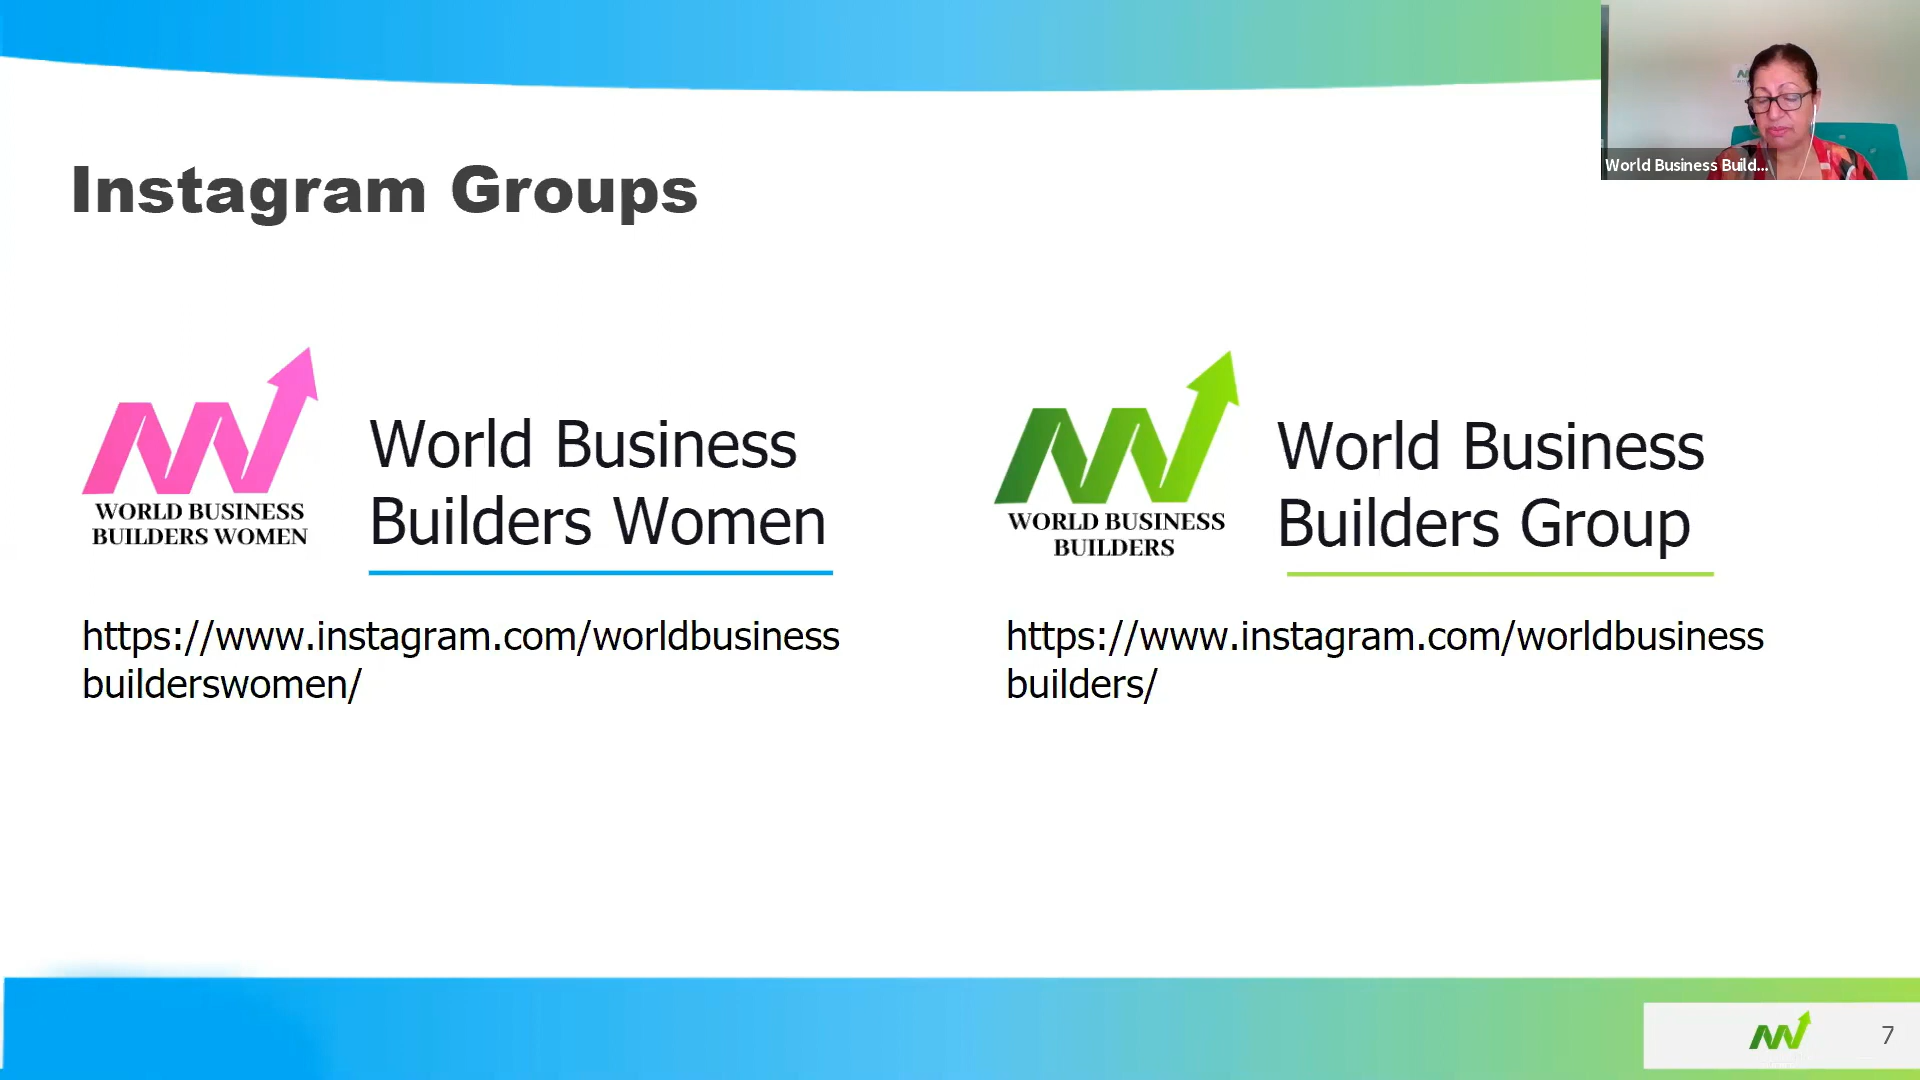 World Business Build...
Instagram Groups
WORLD BUSINESS
BUILDERS WOMEN
World Business
Builders Women
https://www.instagram.com/worldbusiness
builderswomen/
WORLD BUSINESS
BUILDERS
World Business
Builders Group
https://www.instagram.com/worldbusiness
builders/
7